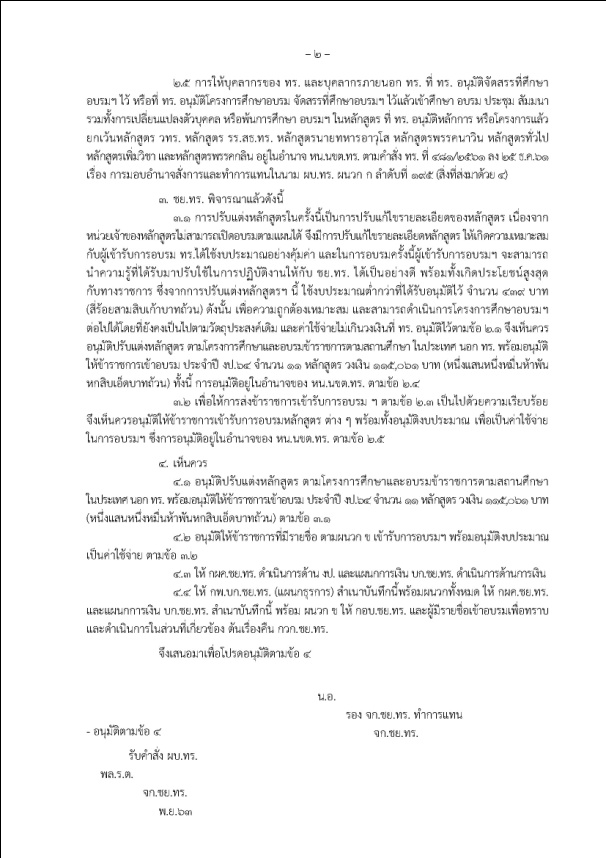 – ๒ –
๒.๕ การให้บุคลากรของ ทร. และบุคลากรภายนอก ทร. ที่ ทร. อนุมัติจัดสรรที่ศึกษา
อบรมฯ ไว้ หรือที่ ทร. อนุมัติโครงการศึกษาอบรม จัดสรรที่ศึกษาอบรมฯ ไว้แล้วเข้าศึกษา อบรม ประชุม สัมมนา
รวมทั้งการเปลี่ยนแปลงตัวบุคคล หรือพ้นการศึกษา อบรมฯ ในหลักสูตร ที่ ทร. อนุมัติหลักการ หรือโครงการแล้ว
ยกเว้นหลักสูตร วทร. หลักสูตร รร.สธ.ทร. หลักสูตรนายทหารอาวุโส หลักสูตรพรรคนาวิน หลักสูตรทั่วไป
หลักสูตรเพิ่มวิชา และหลักสูตรพรรคกลิน อยู่ในอำนาจ หน.นขต.ทร. ตามคำสั่ง ทร. ที่ ๔๘๑/๒๕๖๑ ลง ๒๕ ธ.ค.๖๑
เรื่อง การมอบอำนาจสั่งการและทำการแทนในนาม ผบ.ทร. ผนวก ก ลำดับที่ ๑๙๕ (สิ่งที่ส่งมาด้วย ๔)
๓. ชย.ทร. พิจารณาแล้วดังนี้
๓.๑ การปรับแต่งหลักสูตรในครั้งนี้เป็นการปรับแก้ไขรายละเอียดของหลักสูตร เนื่องจาก
หน่วยเจ้าของหลักสูตรไม่สามารถเปิดอบรมตามแผนได้ จึงมีการปรับแก้ไขรายละเอียดหลักสูตร ให้เกิดความเหมาะสม
กับผู้เข้ารับการอบรม ทร.ได้ใช้งบประมาณอย่างคุ้มค่า และในการอบรมครั้งนี้ผู้เข้ารับการอบรมฯ จะสามารถ
นำความรู้ที่ได้รับมาปรับใช้ในการปฏิบัติงานให้กับ ชย.ทร. ได้เป็นอย่างดี พร้อมทั้งเกิดประโยชน์สูงสุด
กับทางราชการ ซึ่งจากการปรับแต่งหลักสูตรฯ นี้ ใช้งบประมาณต่ำกว่าที่ได้รับอนุมัติไว้ จำนวน ๔๓๙ บาท
(สี่ร้อยสามสิบเก้าบาทถ้วน) ดังนั้น เพื่อความถูกต้องเหมาะสม และสามารถดำเนินการโครงการศึกษาอบรมฯ
ต่อไปได้โดยที่ยังคงเป็นไปตามวัตถุประสงค์เดิม และค่าใช้จ่ายไม่เกินวงเงินที่ ทร. อนุมัติไว้ตามข้อ ๒.๑ จึงเห็นควร
อนุมัติปรับแต่งหลักสูตร ตามโครงการศึกษาและอบรมข้าราชการตามสถานศึกษา ในประเทศ นอก ทร. พร้อมอนุมัติ
ให้ข้าราชการเข้าอบรม ประจำปี งป.๖๔ จำนวน ๑๑ หลักสูตร วงเงิน ๑๑๕,๐๖๑ บาท (หนึ่งแสนหนึ่งหมื่นห้าพัน
หกสิบเอ็ดบาทถ้วน) ทั้งนี้ การอนุมัติอยู่ในอำนาจของ หน.นขต.ทร. ตามข้อ ๒.๔
๓.๒ เพื่อให้การส่งข้าราชการเข้ารับการอบรม ฯ ตามข้อ ๒.๓ เป็นไปด้วยความเรียบร้อย
จึงเห็นควรอนุมัติให้ข้าราชการเข้ารับการอบรมหลักสูตร ต่าง ๆ พร้อมทั้งอนุมัติงบประมาณ เพื่อเป็นค่าใช้จ่าย
ในการอบรมฯ ซึ่งการอนุมัติอยู่ในอำนาจของ หน.นขต.ทร. ตามข้อ ๒.๕
๔. เห็นควร
๔.๑ อนุมัติปรับแต่งหลักสูตร ตามโครงการศึกษาและอบรมข้าราชการตามสถานศึกษา
ในประเทศ นอก ทร. พร้อมอนุมัติให้ข้าราชการเข้าอบรม ประจำปี งป.๖๔ จำนวน ๑๑ หลักสูตร วงเงิน ๑๑๕,๐๖๑ บาท
(หนึ่งแสนหนึ่งหมื่นห้าพันหกสิบเอ็ดบาทถ้วน) ตามข้อ ๓.๑
๔.๒ อนุมัติให้ข้าราชการที่มีรายชื่อ ตามผนวก ข เข้ารับการอบรมฯ พร้อมอนุมัติงบประมาณ
เป็นค่าใช้จ่าย ตามข้อ ๓.๒
๔.๓ ให้ กผค.ชย.ทร. ดำเนินการด้าน งป. และแผนกการเงิน บก.ชย.ทร. ดำเนินการด้านการเงิน
๔.๔ ให้ กพ.บก.ชย.ทร. (แผนกธุรการ) สำเนาบันทึกนี้พร้อมผนวกทั้งหมด ให้ กผค.ชย.ทร.
และแผนกการเงิน บก.ชย.ทร. สำเนาบันทึกนี้ พร้อม ผนวก ข ให้ กอบ.ชย.ทร. และผู้มีรายชื่อเข้าอบรมเพื่อทราบ
และดำเนินการในส่วนที่เกี่ยวข้อง ต้นเรื่องคืน กวก.ชย.ทร.
จึงเสนอมาเพื่อโปรดอนุมัติตามข้อ ๔
น.อ.
รอง จก.ชย.ทร. ทำการแทน
จก.ชย.ทร.
- อนุมัติตามข้อ ๔
รับคำสั่ง ผบ.ทร.
พล.ร.ต.
จก.ชย.ทร.
พ.ย.๖๓